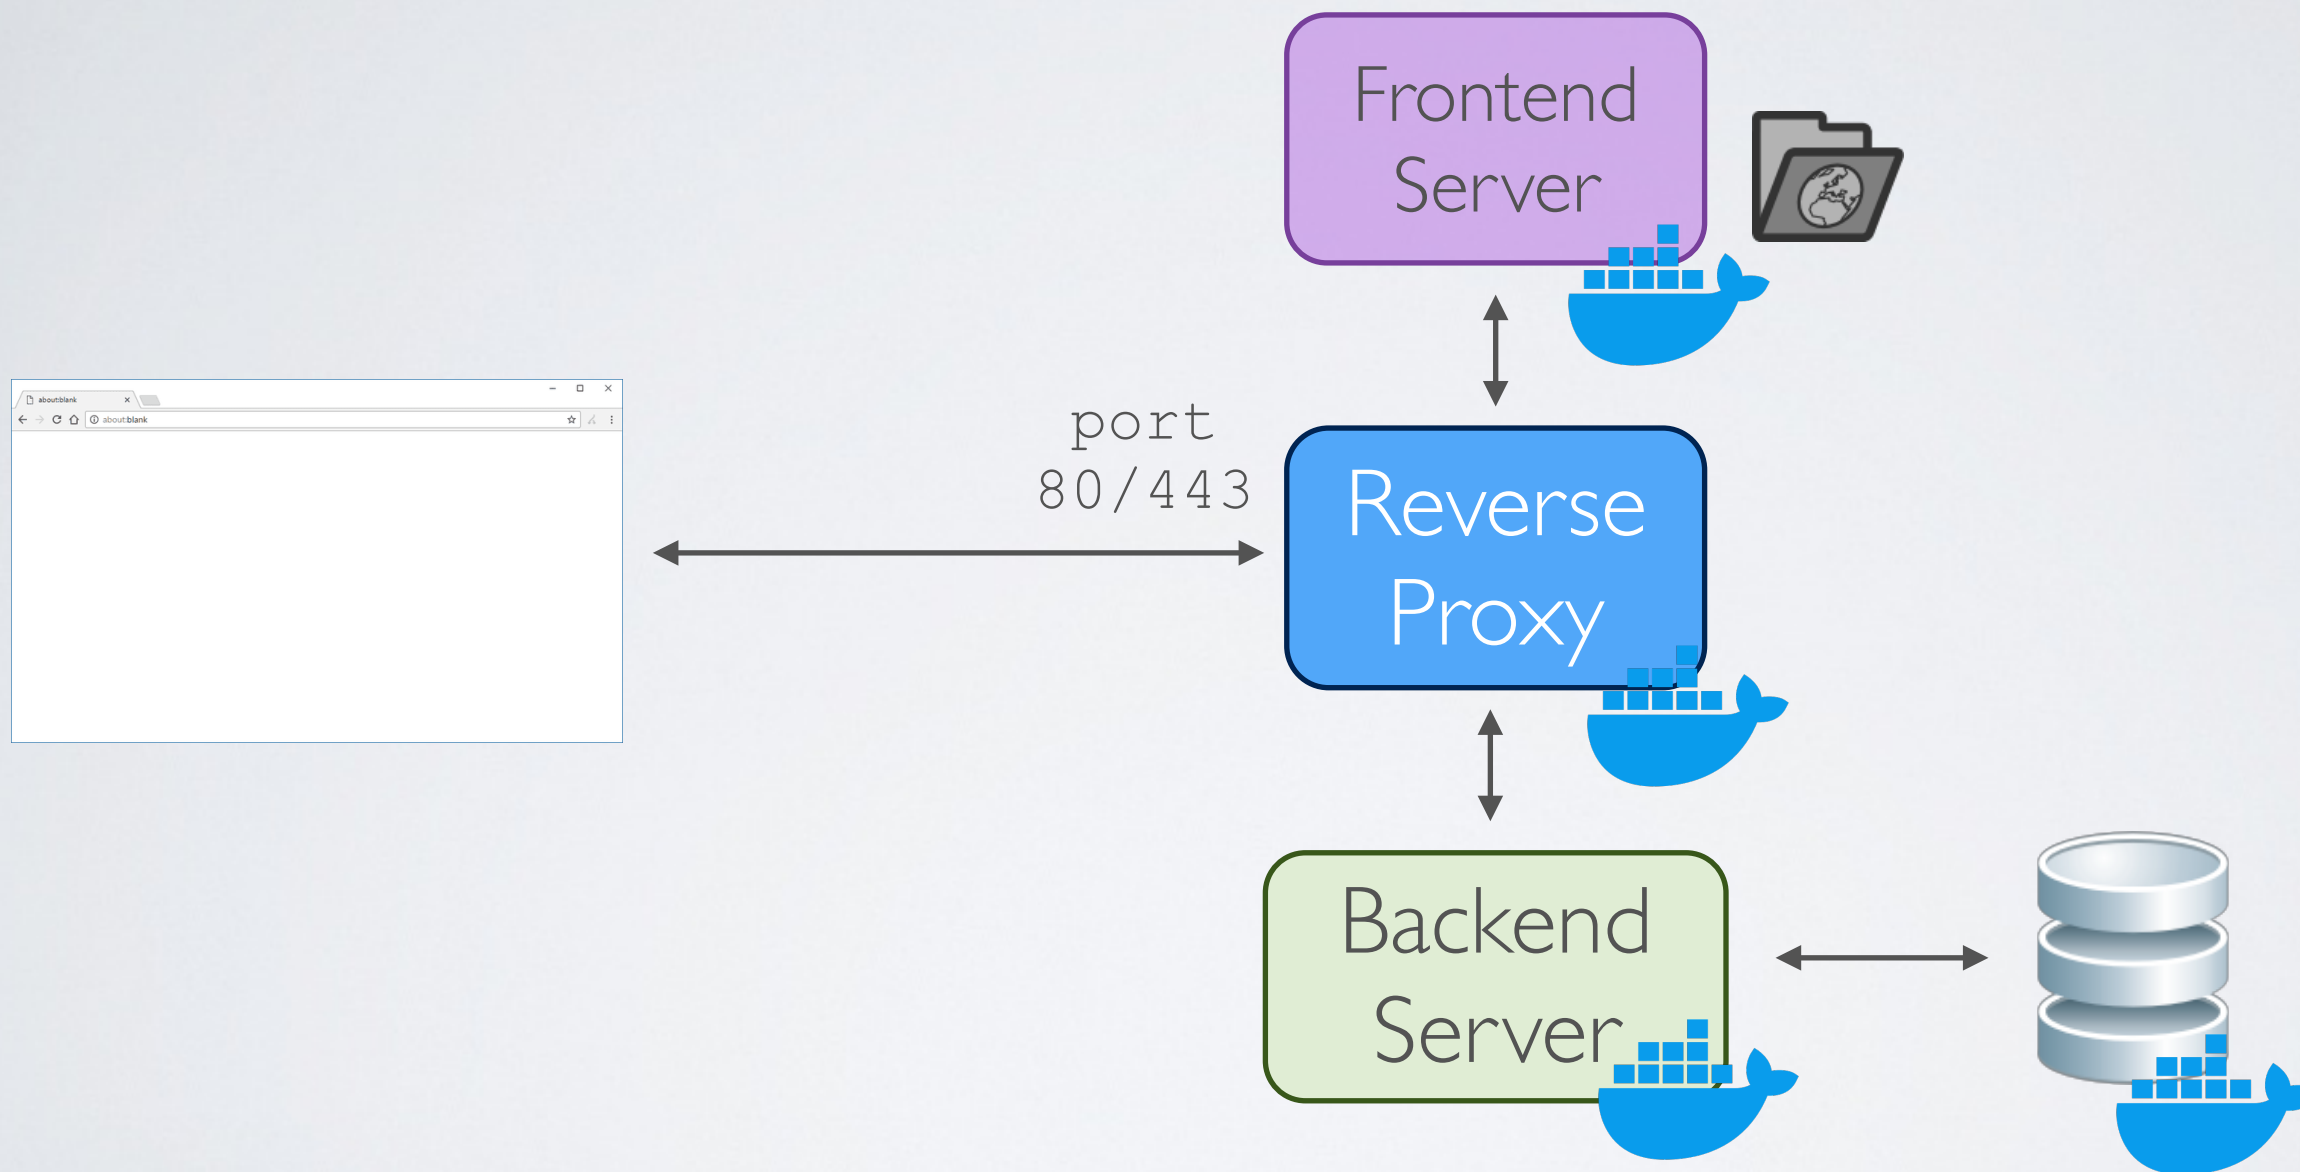 Frontend
Server
about:blank
about:blank
port
80/443
Reverse
Proxy
Backend
Server